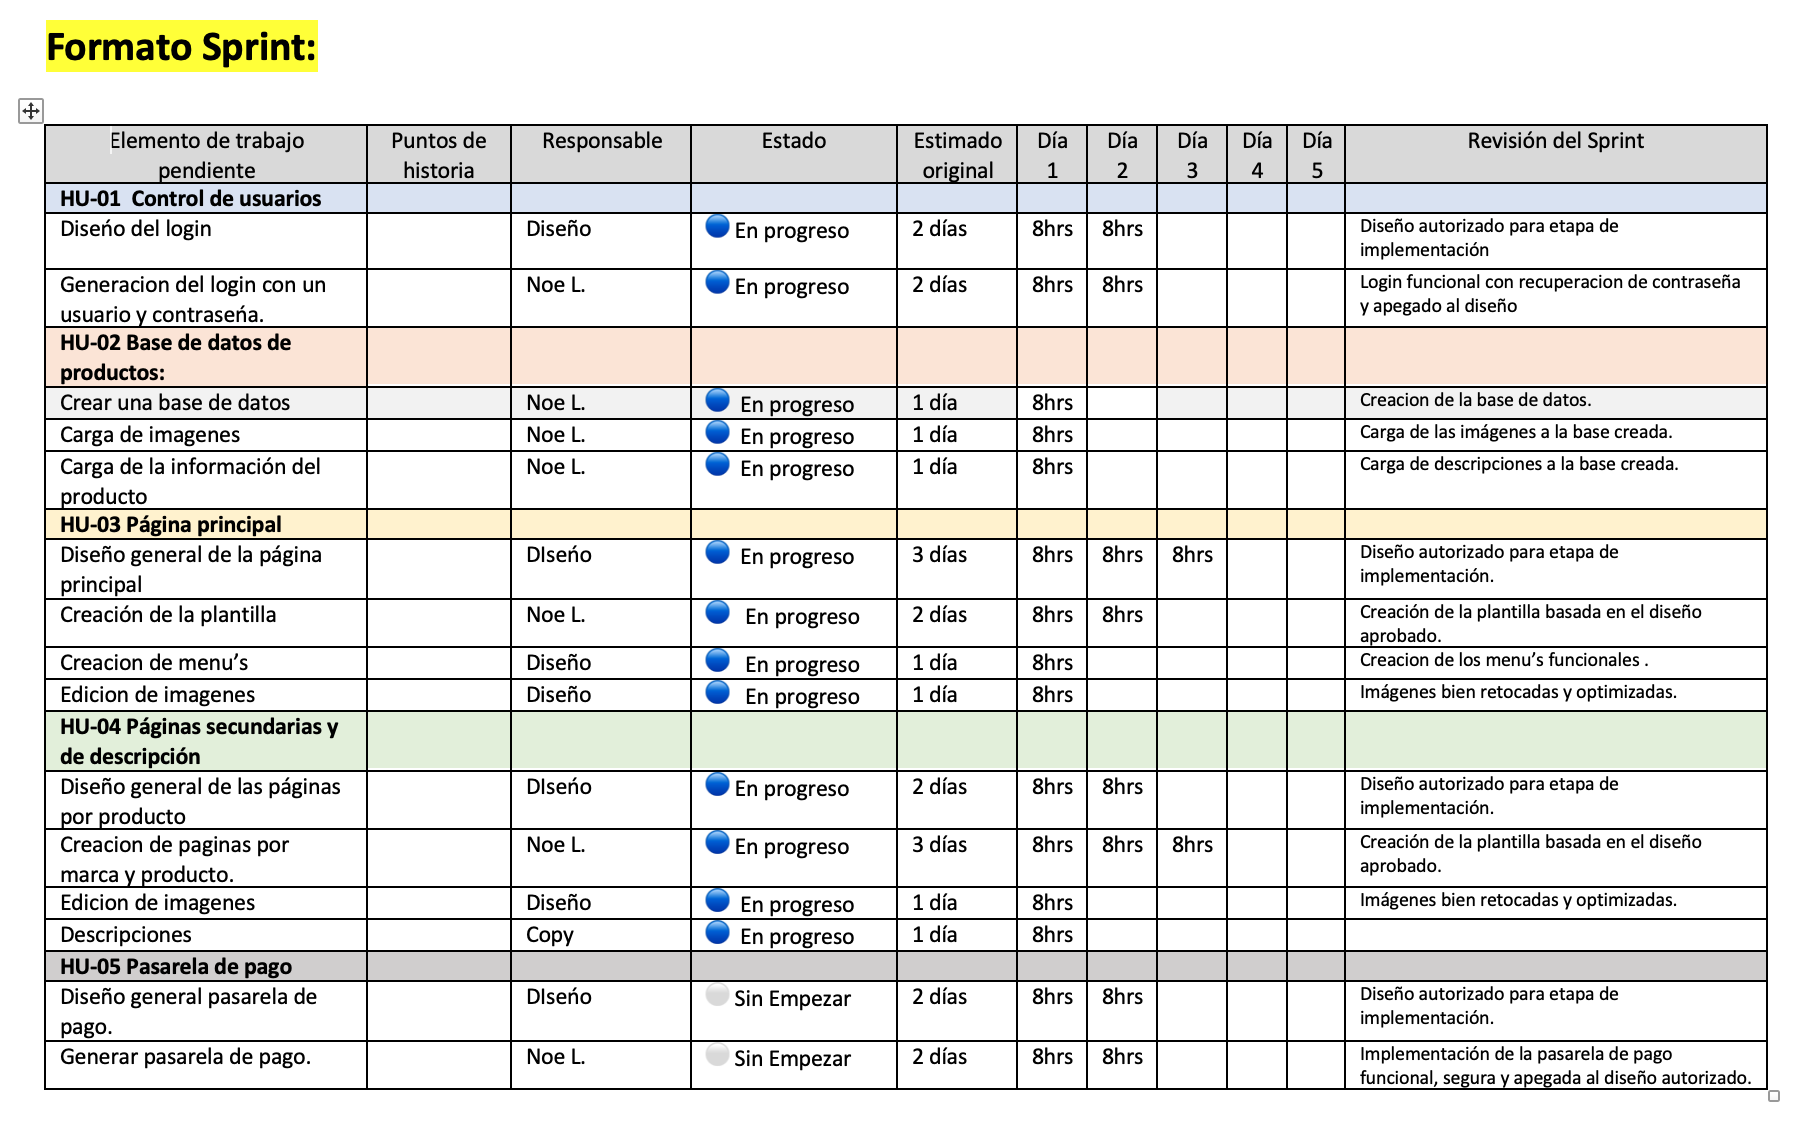 Formato Sprint:
Elemento de trabajo pendiente Puntos de historia Responsable Estado Estimado original Día 1 Día 2 Día 3 Día 4 Día 5 Revisión del Sprint
HU-01 Control de usuarios
Diseńo del login Diseño En progreso 2 días 8hrs 8hrs Diseño autorizado para etapa de implementación
Generacion del login con un usuario y contraseńa. Noe L. En progreso 2 días 8hrs 8hrs Login funcional con recuperacion de contraseña y apegado al diseño
HU-02 Base de datos de productos:
Crear una base de datos Noe L. En progreso 1 día 8hrs Creacion de la base de datos.
Carga de imagenes Noe L. En progreso 1 día 8hrs Carga de las imágenes a la base creada.
Carga de la información del producto Noe L. En progreso 1 día 8hrs Carga de descripciones a la base creada.
HU-03 Página principal
Diseño general de la página principal DIseńo En progreso 3 días 8hrs 8hrs 8hrs Diseño autorizado para etapa de implementación.
Creación de la plantilla Noe L. En progreso 2 días 8hrs 8hrs Creación de la plantilla basada en el diseño aprobado.
Creacion de menu’s Diseño En progreso 1 día 8hrs Creacion de los menu’s funcionales .
Edicion de imagenes Diseño En progreso 1 día 8hrs Imágenes bien retocadas y optimizadas.
HU-04 Páginas secundarias y de descripción
Diseño general de las páginas por producto DIseńo En progreso 2 días 8hrs 8hrs Diseño autorizado para etapa de implementación.
Creacion de paginas por marca y producto. Noe L. En progreso 3 días 8hrs 8hrs 8hrs Creación de la plantilla basada en el diseño aprobado.
Edicion de imagenes Diseño En progreso 1 día 8hrs Imágenes bien retocadas y optimizadas.
Descripciones Copy En progreso 1 día 8hrs
HU-05 Pasarela de pago
Diseño general pasarela de pago. DIseńo Sin Empezar 2 días 8hrs 8hrs Diseño autorizado para etapa de implementación.
Generar pasarela de pago. Noe L. Sin Empezar 2 días 8hrs 8hrs Implementación de la pasarela de pago funcional, segura y apegada al diseño autorizado.